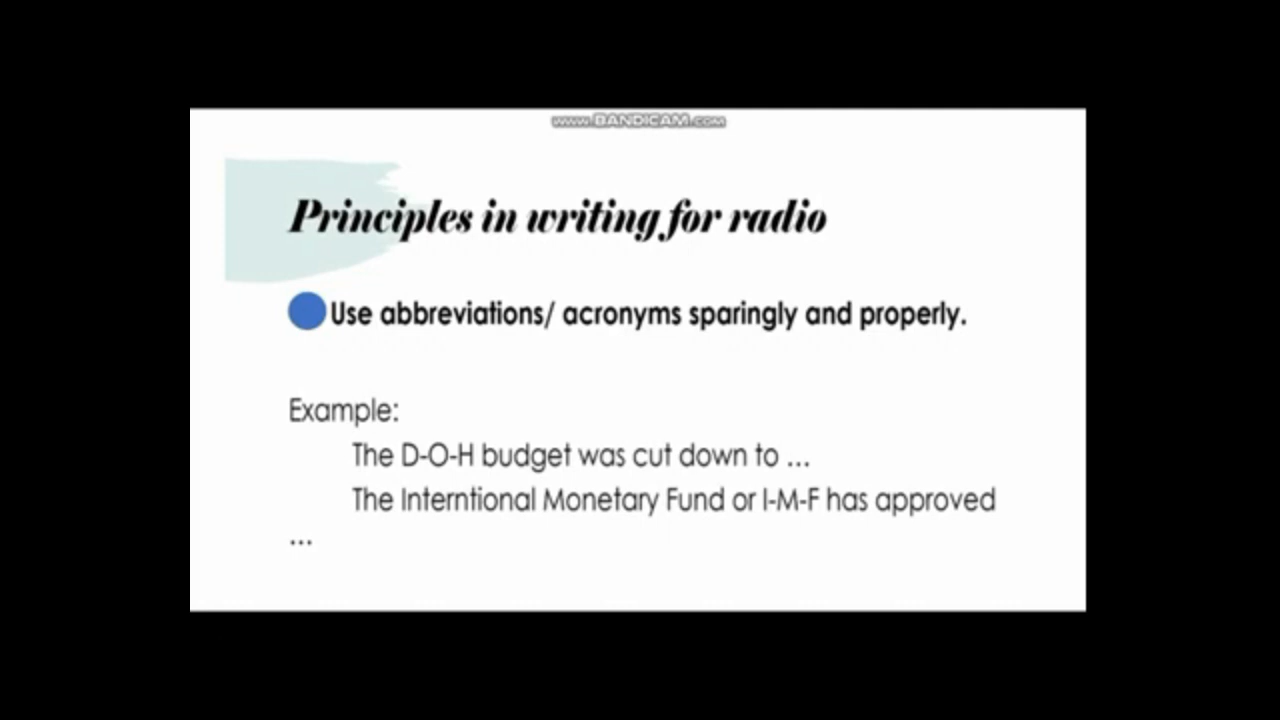 www.BANDICAM.com
Principles in writing for radio
Use abbreviations/ acronyms sparingly and properly.
Example:
The D-O-H budget was cut down to ...
The Interntional Monetary Fund or I-M-F has approved
...